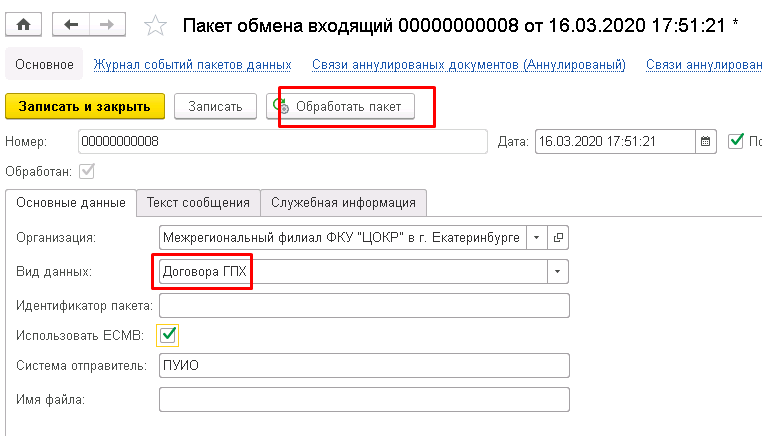 Пакет обмена входящий 00000000008 от 16.03.2020 17:51:21 *
Основное Журнал событий пакетов данных Связи аннулированых документов (Аннулированый) Связи аннулирован
Записать и закрыть Записать Обработать пакет
Номер: 00000000008 Дата: 16.03.2020 17:51:21 По
Обработан:
Основные данные Текст сообщения Служебная информация
Организация: Межрегиональный филиал ФКУ "ЦОКР" в г. Екатеринбурге
Вид данных: Договора ГПХ
Идентификатор пакета:
Использовать ЕСМВ:
Система отправитель: ПУИО
Имя файла: